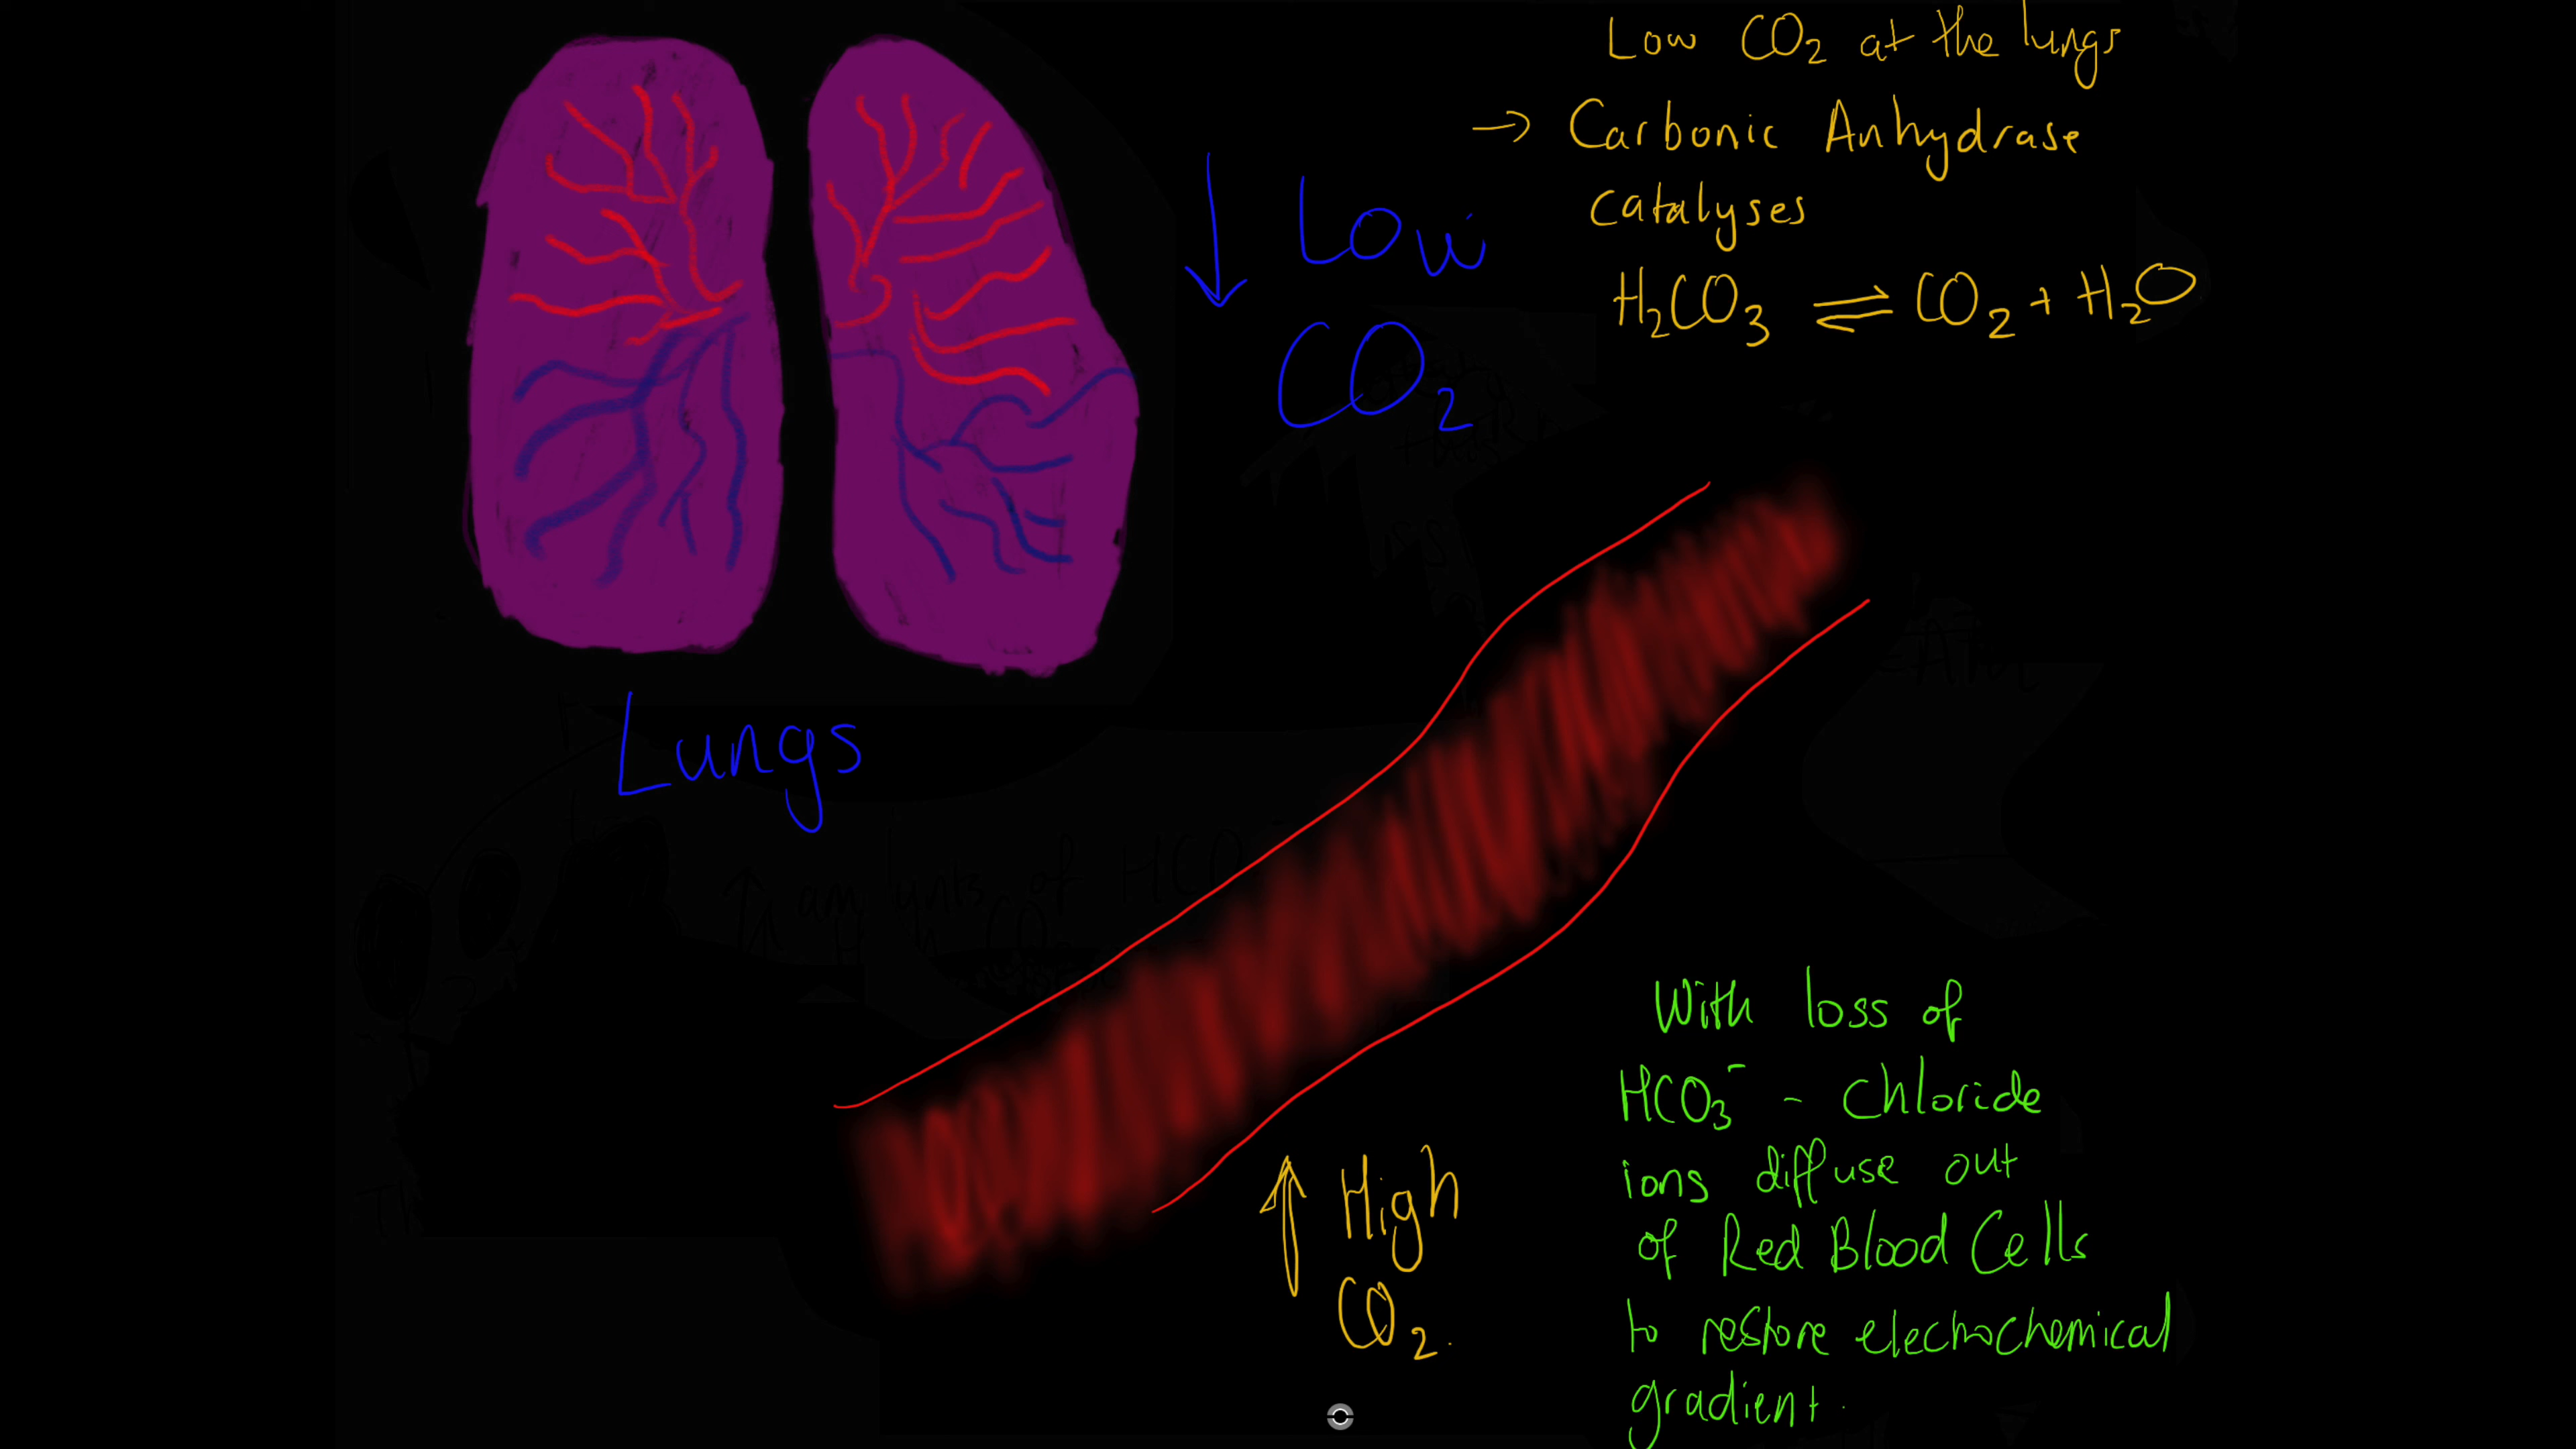 Low CO₂ at the lungs
→ Carbonic Anhydrase
catalyses
H₂CO₃ ⇌ CO₂ + H₂O
↓ Low
CO₂
Lungs
↑ High
CO₂.
With loss of
HCO₃⁻ - Chloride
ions diffuse out
of Red Blood Cells
to restore electrochemical
gradient.